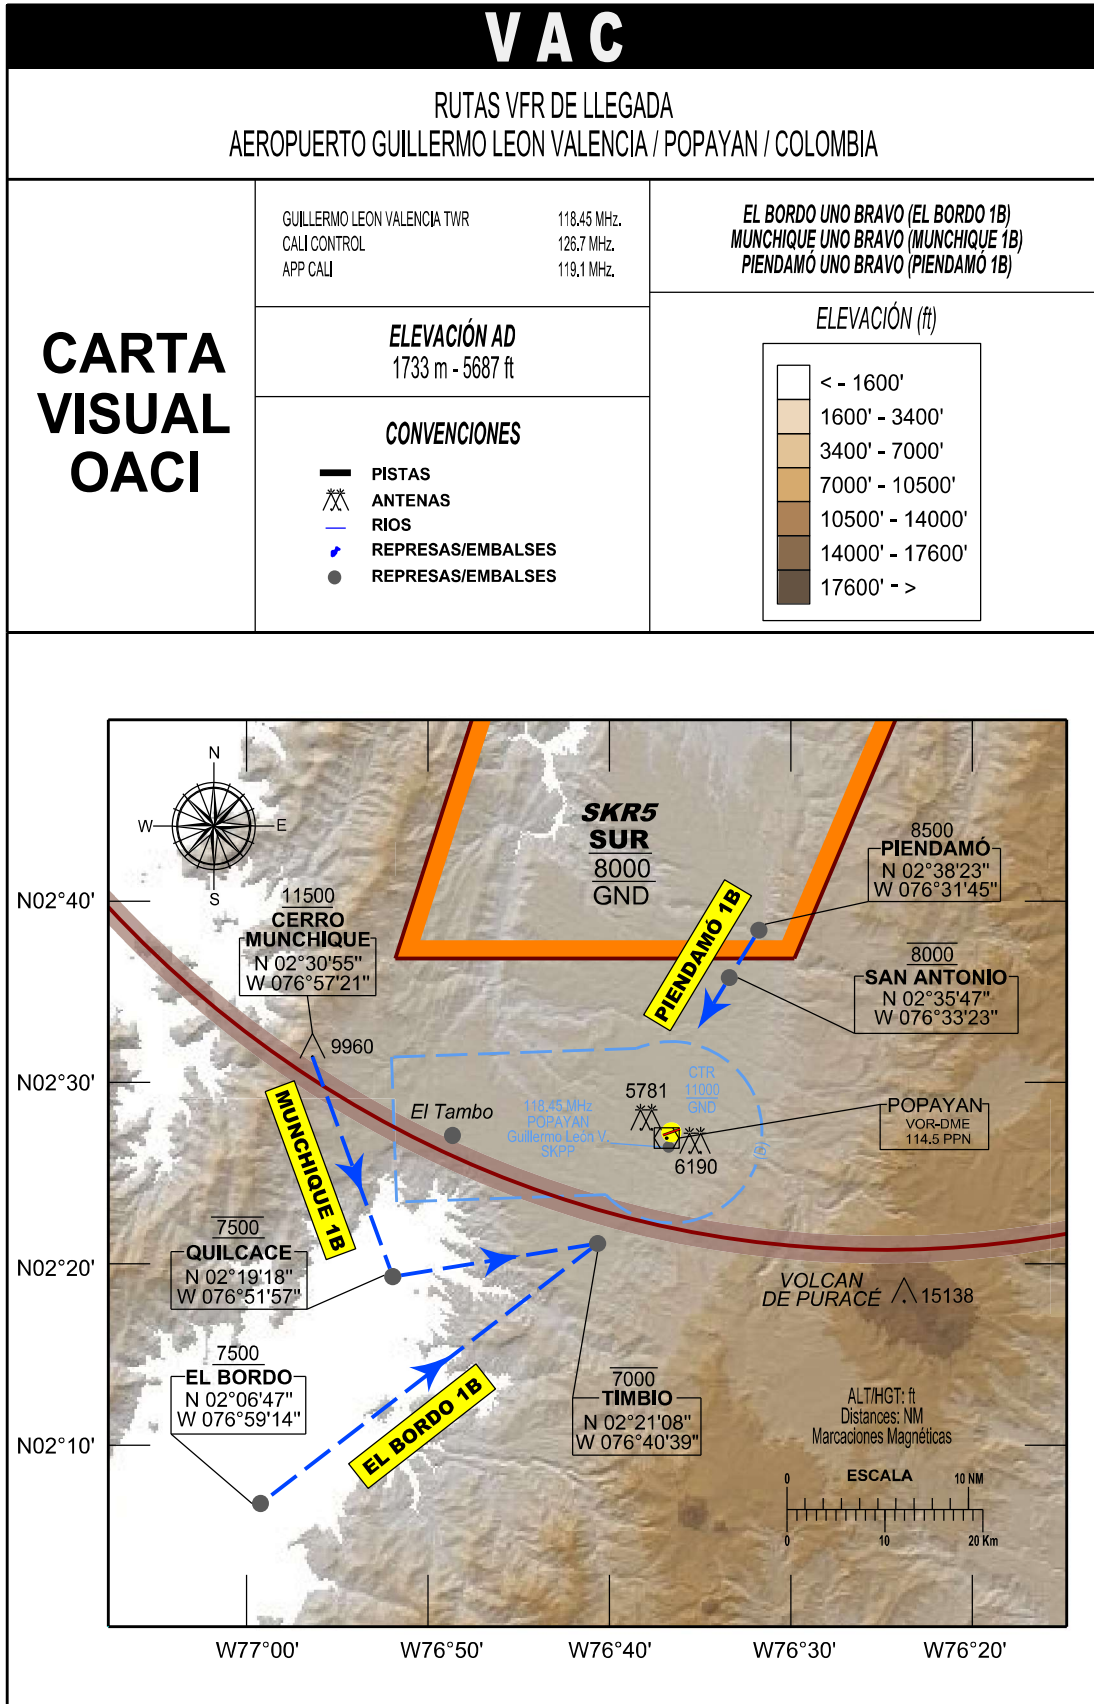 VAC
RUTAS VFR DE LLEGADA
AEROPUERTO GUILLERMO LEON VALENCIA / POPAYAN / COLOMBIA
CARTA
VISUAL
OACI
GUILLERMO LEON VALENCIA TWR 118.45 MHz.
CALI CONTROL 126.7 MHz.
APP CALI 119.1 MHz.
ELEVACIÓN AD
1733 m - 5687 ft
CONVENCIONES
PISTAS
ANTENAS
RIOS
REPRESAS/EMBALSES
REPRESAS/EMBALSES
EL BORDO UNO BRAVO (EL BORDO 1B)
MUNCHIQUE UNO BRAVO (MUNCHIQUE 1B)
PIENDAMÓ UNO BRAVO (PIENDAMÓ 1B)
ELEVACIÓN (ft)
< - 1600'
1600' - 3400'
3400' - 7000'
7000' - 10500'
10500' - 14000'
14000' - 17600'
17600' - >
N
W
E
S
SKR5
SUR
8000
GND
8500
PIENDAMÓ
N 02°38'23"
W 076°31'45"
PIENDAMÓ 1B
8000
SAN ANTONIO
N 02°35'47"
W 076°33'23"
11500
CERRO
MUNCHIQUE
N 02°30'55"
W 076°57'21"
9960
MUNCHIQUE 1B
El Tambo
118.45 MHz
POPAYAN
Guillermo León V.
SKPP
CTR
11000
GND
5781
6190
POPAYAN
VOR-DME
114.5 PPN
7500
QUILCACE
N 02°19'18"
W 076°51'57"
VOLCAN
DE PURACÉ
15138
7500
EL BORDO
N 02°06'47"
W 076°59'14"
EL BORDO 1B
7000
TIMBIO
N 02°21'08"
W 076°40'39"
ALT/HGT: ft
Distances: NM
Marcaciones Magnéticas
0 ESCALA 10 NM
0 10 20 Km
N02°40'
N02°30'
N02°20'
N02°10'
W77°00' W76°50' W76°40' W76°30' W76°20'